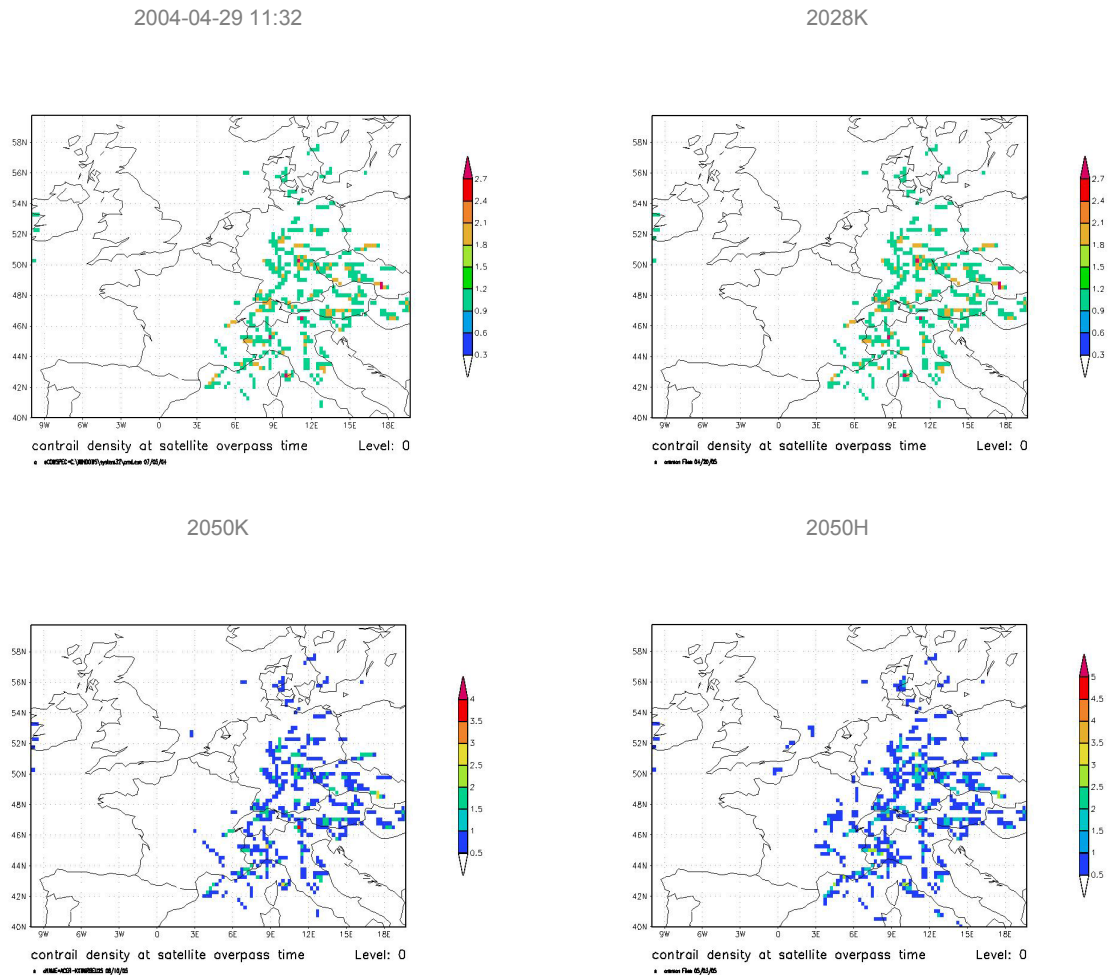 2004-04-29 11:32
2028K
58N
56N
54N
52N
50N
48N
46N
44N
42N
40N
9W 6W 3W 0 3E 6E 9E 12E 15E 18E
2.7
2.4
2.1
1.8
1.5
1.2
0.9
0.6
0.3
contrail density at satellite overpass time Level: 0
58N
56N
54N
52N
50N
48N
46N
44N
42N
40N
9W 6W 3W 0 3E 6E 9E 12E 15E 18E
2.7
2.4
2.1
1.8
1.5
1.2
0.9
0.6
0.3
contrail density at satellite overpass time Level: 0
2050K
2050H
58N
56N
54N
52N
50N
48N
46N
44N
42N
40N
9W 6W 3W 0 3E 6E 9E 12E 15E 18E
4
3.5
3
2.5
2
1.5
1
0.5
contrail density at satellite overpass time Level: 0
58N
56N
54N
52N
50N
48N
46N
44N
42N
40N
9W 6W 3W 0 3E 6E 9E 12E 15E 18E
5
4.5
4
3.5
3
2.5
2
1.5
1
0.5
contrail density at satellite overpass time Level: 0